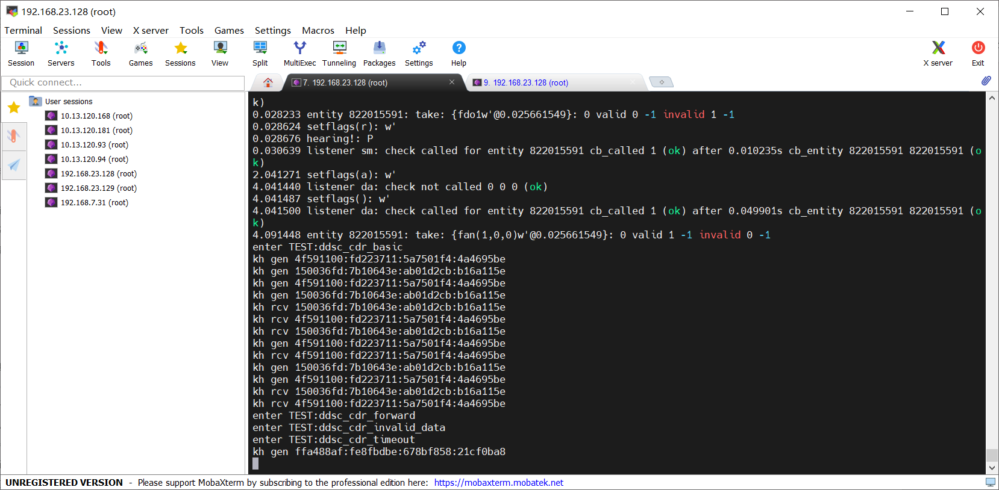 192.168.23.128 (root)
Terminal Sessions View X server Tools Games Settings Macros Help
Session Servers Tools Games Sessions View Split MultiExec Tunneling Packages Settings Help X server Exit
Quick connect...
7. 192.168.23.128 (root)
9. 192.168.23.128 (root)
User sessions
10.13.120.168 (root)
10.13.120.181 (root)
10.13.120.93 (root)
10.13.120.94 (root)
192.168.23.128 (root)
192.168.23.129 (root)
192.168.7.31 (root)
k)
0.028233 entity 822015591: take: {fdo1w'@0.025661549}: 0 valid 0 -1 invalid 1 -1
0.028624 setflags(r): w'
0.028676 hearing!: P
0.030639 listener sm: check called for entity 822015591 cb_called 1 (ok) after 0.010235s cb_entity 822015591 822015591 (o
k)
2.041271 setflags(a): w'
4.041440 listener da: check not called 0 0 0 (ok)
4.041487 setflags(): w'
4.041500 listener da: check called for entity 822015591 cb_called 1 (ok) after 0.049901s cb_entity 822015591 822015591 (o
k)
4.091448 entity 822015591: take: {fan(1,0,0)w'@0.025661549}: 0 valid 1 -1 invalid 0 -1
enter TEST:ddsc_cdr_basic
kh gen 4f591100:fd223711:5a7501f4:4a4695be
kh gen 150036fd:7b10643e:ab01d2cb:b16a115e
kh gen 4f591100:fd223711:5a7501f4:4a4695be
kh gen 150036fd:7b10643e:ab01d2cb:b16a115e
kh rcv 150036fd:7b10643e:ab01d2cb:b16a115e
kh rcv 4f591100:fd223711:5a7501f4:4a4695be
kh rcv 150036fd:7b10643e:ab01d2cb:b16a115e
kh gen 4f591100:fd223711:5a7501f4:4a4695be
kh rcv 4f591100:fd223711:5a7501f4:4a4695be
kh gen 150036fd:7b10643e:ab01d2cb:b16a115e
kh gen 4f591100:fd223711:5a7501f4:4a4695be
kh rcv 150036fd:7b10643e:ab01d2cb:b16a115e
kh rcv 4f591100:fd223711:5a7501f4:4a4695be
enter TEST:ddsc_cdr_forward
enter TEST:ddsc_cdr_invalid_data
enter TEST:ddsc_cdr_timeout
kh gen ffa488af:fe8fbdbe:678bf858:21cf0ba8
UNREGISTERED VERSION - Please support MobaXterm by subscribing to the professional edition here: https://mobaxterm.mobatek.net